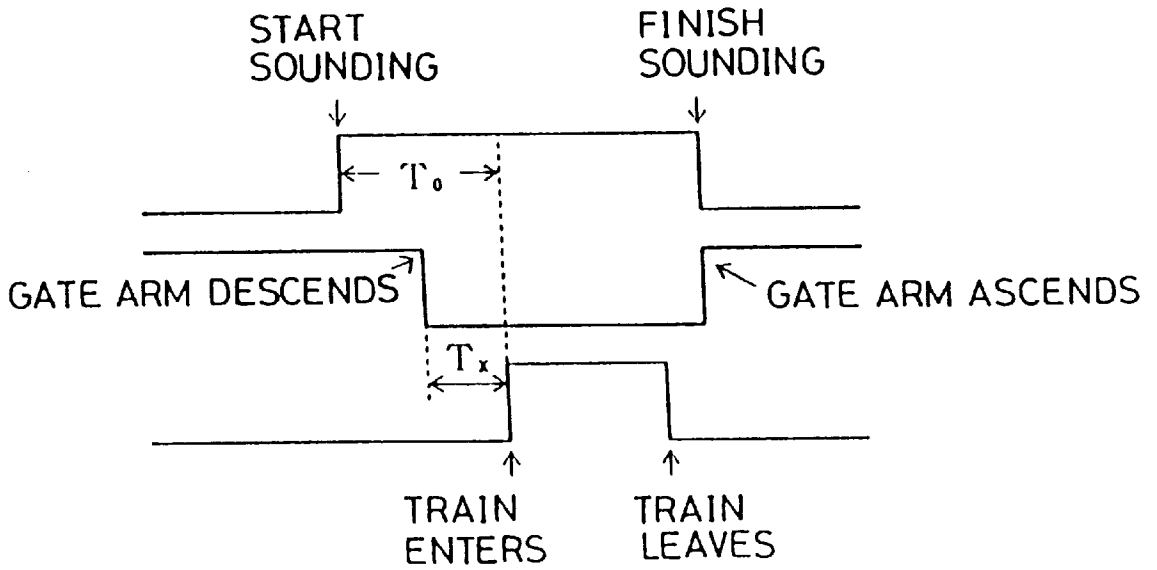 START
SOUNDING
FINISH
SOUNDING
T₀
GATE ARM DESCENDS
GATE ARM ASCENDS
Tₓ
TRAIN
ENTERS
TRAIN
LEAVES